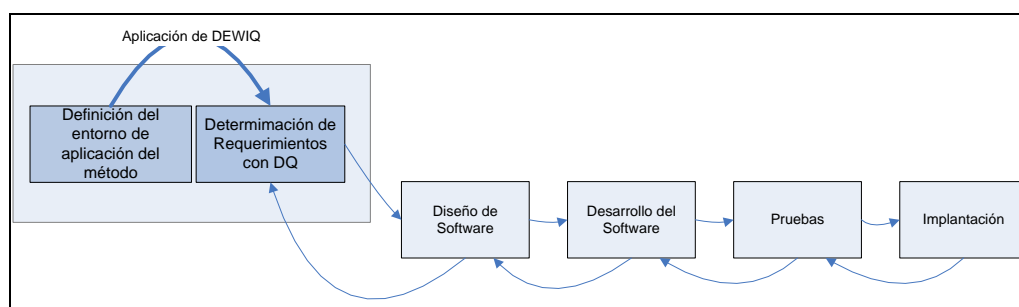 Aplicación de DEWIQ
Definición del
entorno de
aplicación del
método
Determimación de
Requerimientos
con DQ
Diseño de
Software
Desarrollo del
Software
Pruebas
Implantación